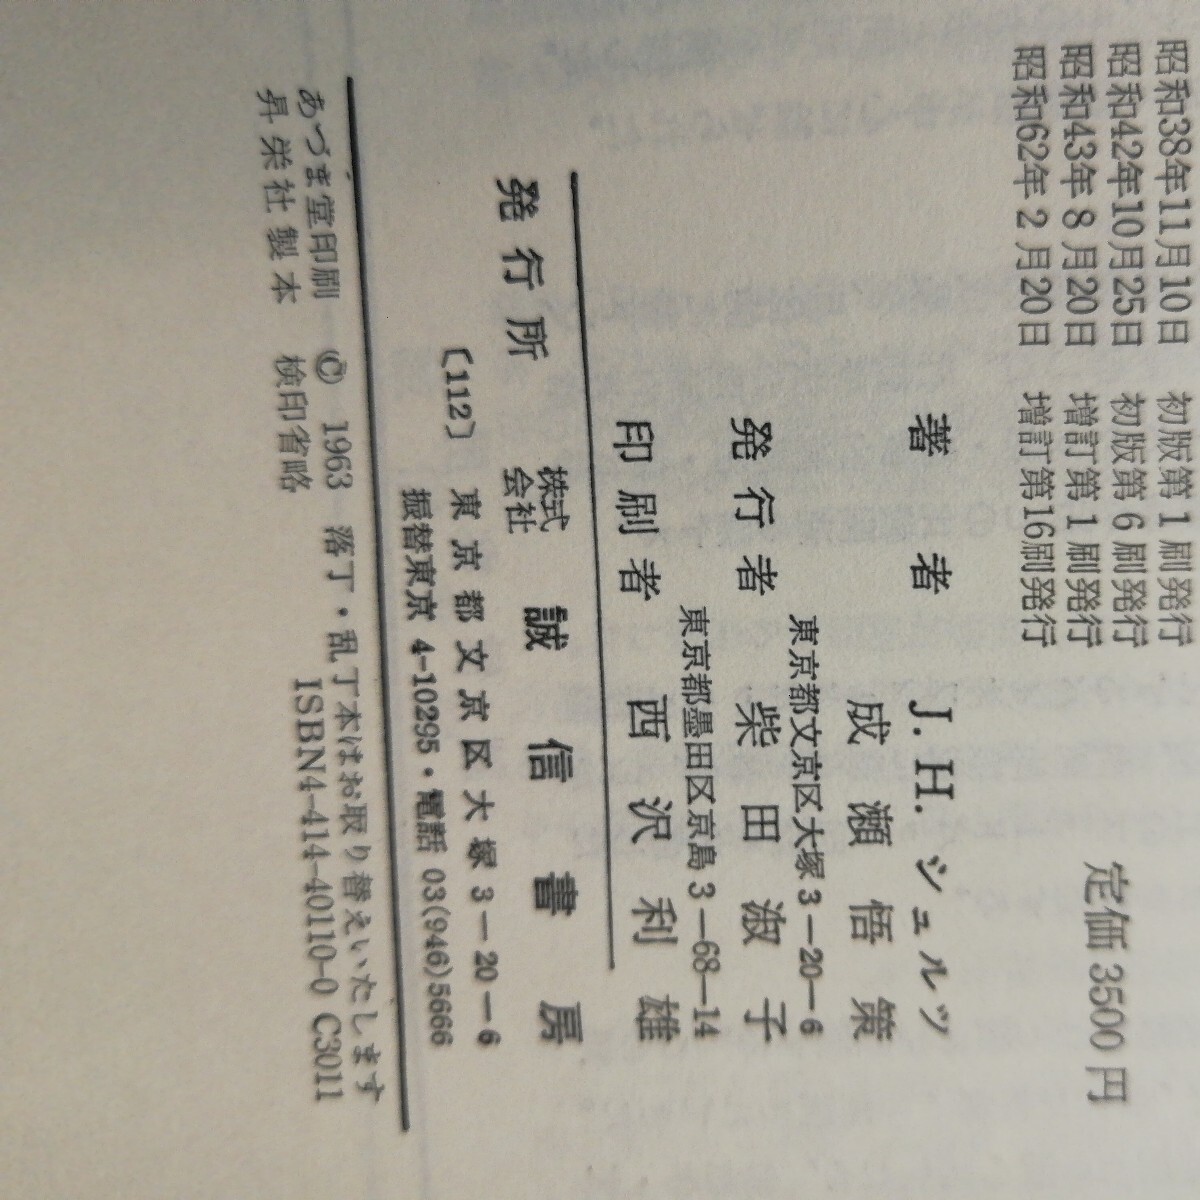 昭和38年11月10日 初版第1刷発行
昭和42年10月25日 初版第6刷発行
昭和43年8月20日 増訂第1刷発行
昭和62年2月20日 増訂第16刷発行
定価 3500 円
著者 J. H. シュルツ
成瀬悟策
東京都文京区大塚3-20-6
発行者 柴田淑子
東京都墨田区京島3-68-14
印刷者 西沢利雄
発行所 株式会社 誠信書房
〔112〕 東京都文京区大塚3-20-6
振替東京 4-10295・電話 03(946)5666
あづま堂印刷 © 1963 落丁・乱丁本はお取り替えいたします
昇栄社製本 検印省略 ISBN4-414-40110-0 C3011